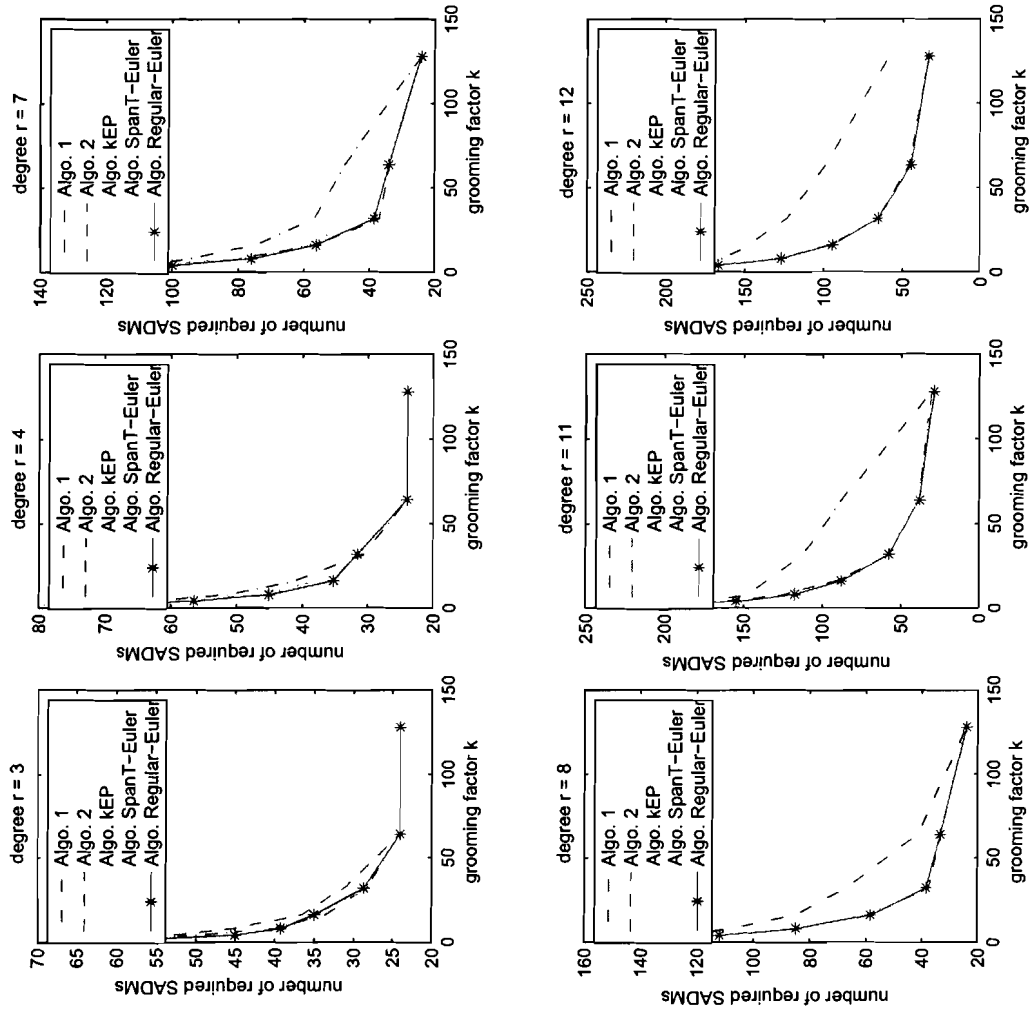 degree r = 3
Algo. 1
Algo. 2
Algo. kEP
Algo. SpanT-Euler
Algo. Regular-Euler
number of required SADMs
70
65
60
55
50
45
40
35
30
25
20
0
50
100
150
grooming factor k
degree r = 4
Algo. 1
Algo. 2
Algo. kEP
Algo. SpanT-Euler
Algo. Regular-Euler
number of required SADMs
80
70
60
50
40
30
20
0
50
100
150
grooming factor k
degree r = 7
Algo. 1
Algo. 2
Algo. kEP
Algo. SpanT-Euler
Algo. Regular-Euler
number of required SADMs
140
120
100
80
60
40
20
0
50
100
150
grooming factor k
degree r = 8
Algo. 1
Algo. 2
Algo. kEP
Algo. SpanT-Euler
Algo. Regular-Euler
number of required SADMs
160
140
120
100
80
60
40
20
0
50
100
150
grooming factor k
degree r = 11
Algo. 1
Algo. 2
Algo. kEP
Algo. SpanT-Euler
Algo. Regular-Euler
number of required SADMs
250
200
150
100
50
0
0
50
100
150
grooming factor k
degree r = 12
Algo. 1
Algo. 2
Algo. kEP
Algo. SpanT-Euler
Algo. Regular-Euler
number of required SADMs
250
200
150
100
50
0
0
50
100
150
grooming factor k